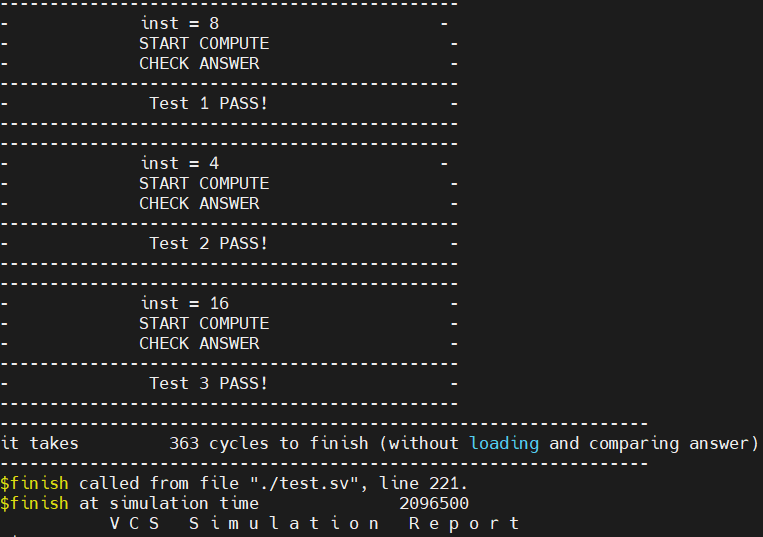 ----------------------------------------------
-             inst = 8                      -
-             START COMPUTE                  -
-             CHECK ANSWER                   -
----------------------------------------------
-              Test 1 PASS!                  -
----------------------------------------------
----------------------------------------------
-             inst = 4                      -
-             START COMPUTE                  -
-             CHECK ANSWER                   -
----------------------------------------------
-              Test 2 PASS!                  -
----------------------------------------------
----------------------------------------------
-             inst = 16                      -
-             START COMPUTE                  -
-             CHECK ANSWER                   -
----------------------------------------------
-              Test 3 PASS!                  -
----------------------------------------------
-----------------------------------------------------------------
it takes         363 cycles to finish (without loading and comparing answer)
-----------------------------------------------------------------
$finish called from file "./test.sv", line 221.
$finish at simulation time              2096500
           V C S   S i m u l a t i o n   R e p o r t